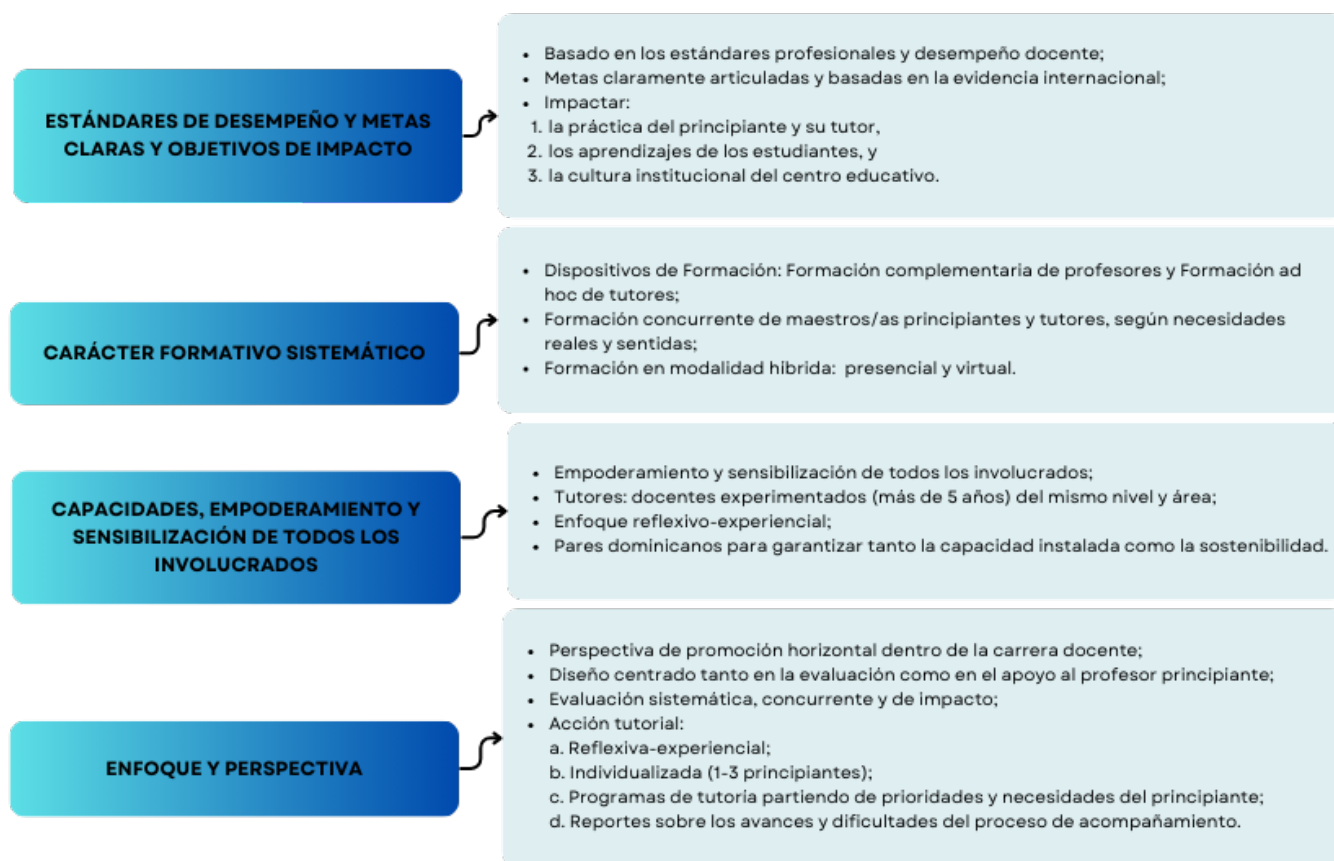 ESTÁNDARES DE DESEMPEÑO Y METAS
CLARAS Y OBJETIVOS DE IMPACTO
• Basado en los estándares profesionales y desempeño docente;
• Metas claramente articuladas y basadas en la evidencia internacional;
• Impactar:
1. la práctica del principiante y su tutor,
2. los aprendizajes de los estudiantes, y
3. la cultura institucional del centro educativo.
CARÁCTER FORMATIVO SISTEMÁTICO
• Dispositivos de Formación: Formación complementaria de profesores y Formación ad
hoc de tutores;
• Formación concurrente de maestros/as principiantes y tutores, según necesidades
reales y sentidas;
• Formación en modalidad hibrida: presencial y virtual.
CAPACIDADES, EMPODERAMIENTO Y
SENSIBILIZACIÓN DE TODOS LOS
INVOLUCRADOS
• Empoderamiento y sensibilización de todos los involucrados;
• Tutores: docentes experimentados (más de 5 años) del mismo nivel y área;
• Enfoque reflexivo-experiencial;
• Pares dominicanos para garantizar tanto la capacidad instalada como la sostenibilidad.
ENFOQUE Y PERSPECTIVA
• Perspectiva de promoción horizontal dentro de la carrera docente;
• Diseño centrado tanto en la evaluación como en el apoyo al profesor principiante;
• Evaluación sistemática, concurrente y de impacto;
• Acción tutorial:
a. Reflexiva-experiencial;
b. Individualizada (1-3 principiantes);
c. Programas de tutoria partiendo de prioridades y necesidades del principiante;
d. Reportes sobre los avances y dificultades del proceso de acompañamiento.